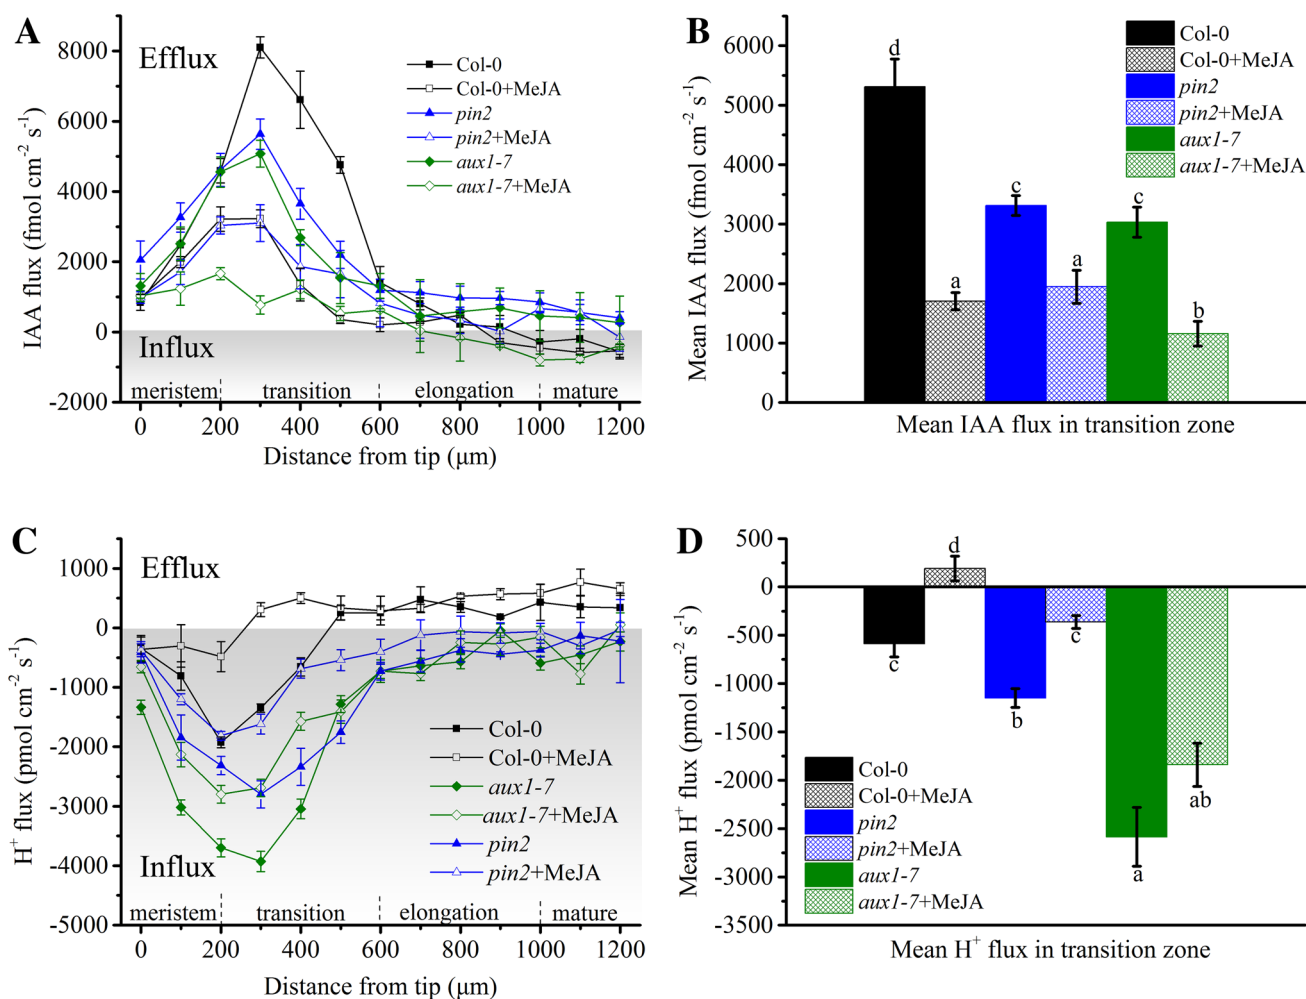 A
IAA flux (fmol cm⁻² s⁻¹)
8000
6000
4000
2000
0
-2000
Efflux
Influx
Col-0
Col-0+MeJA
pin2
pin2+MeJA
aux1-7
aux1-7+MeJA
meristem transition elongation mature
0 200 400 600 800 1000 1200
Distance from tip (μm)
B
Mean IAA flux (fmol cm⁻² s⁻¹)
6000
5000
4000
3000
2000
1000
0
d a c a c b
Col-0
Col-0+MeJA
pin2
pin2+MeJA
aux1-7
aux1-7+MeJA
Mean IAA flux in transition zone
C
H⁺ flux (pmol cm⁻² s⁻¹)
1000
0
-1000
-2000
-3000
-4000
-5000
Efflux
Influx
Col-0
Col-0+MeJA
aux1-7
aux1-7+MeJA
pin2
pin2+MeJA
meristem transition elongation mature
0 200 400 600 800 1000 1200
Distance from tip (μm)
D
Mean H⁺ flux (pmol cm⁻² s⁻¹)
500
0
-500
-1000
-1500
-2000
-2500
-3000
-3500
c d b c a ab
Col-0
Col-0+MeJA
pin2
pin2+MeJA
aux1-7
aux1-7+MeJA
Mean H⁺ flux in transition zone